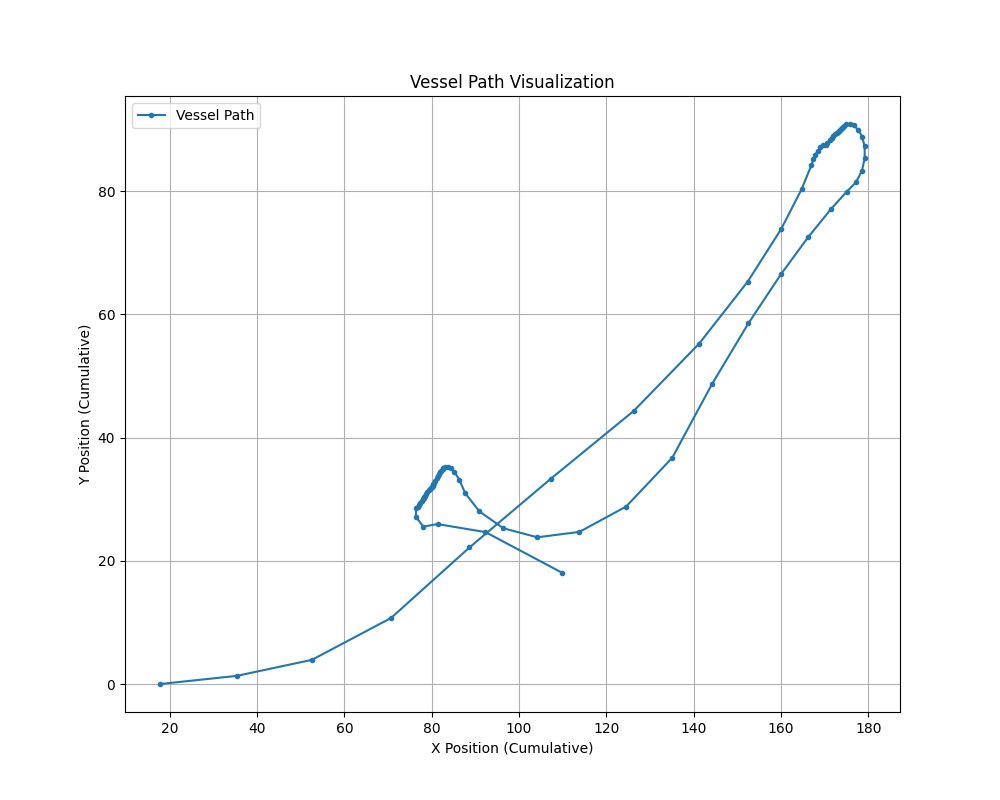 Vessel Path Visualization
Vessel Path
Y Position (Cumulative)
80
60
40
20
0
20 40 60 80 100 120 140 160 180
X Position (Cumulative)